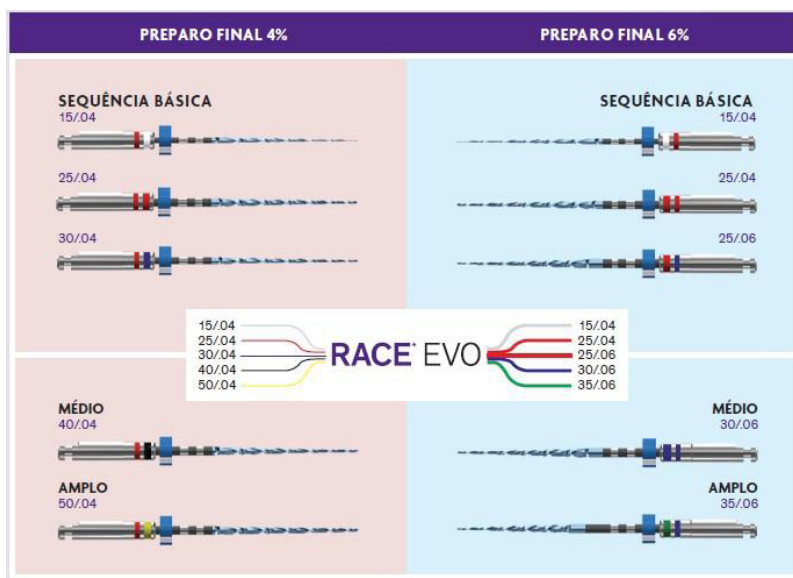 PREPARO FINAL 4%
PREPARO FINAL 6%
SEQUÊNCIA BÁSICA
15/.04
25/.04
30/.04
SEQUÊNCIA BÁSICA
15/.04
25/.04
25/.06
15/.04
25/.04
30/.04
40/.04
50/.04
RACE® EVO
15/.04
25/.04
25/.06
30/.06
35/.06
MÉDIO
40/.04
AMPLO
50/.04
MÉDIO
30/.06
AMPLO
35/.06